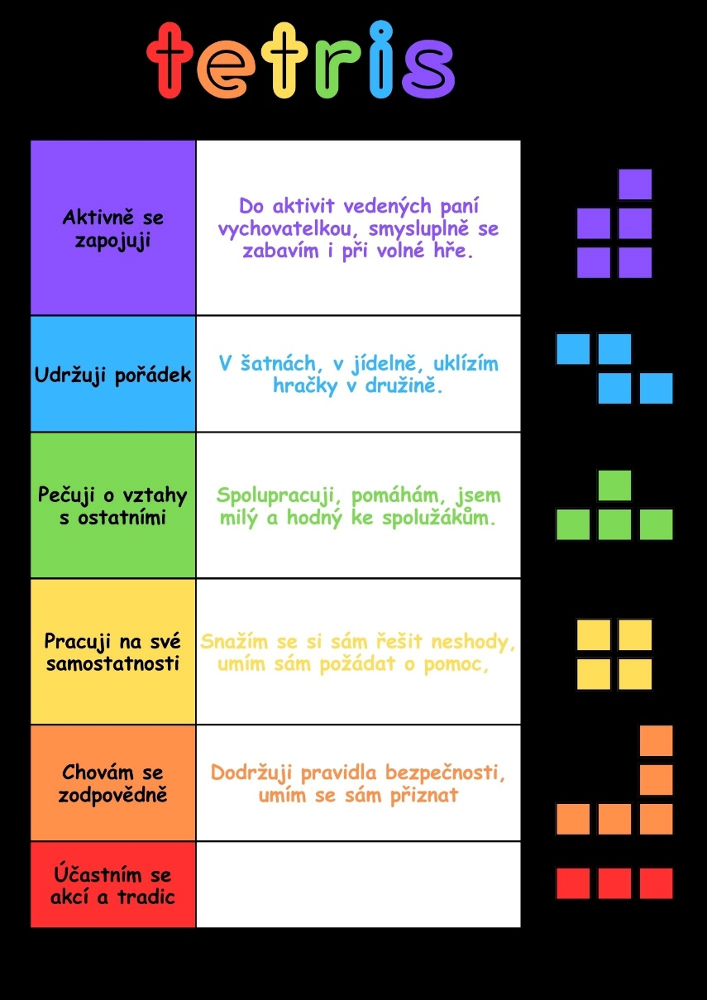 tetris
Aktivně se
zapojuji
Do aktivit vedených paní
vychovatelkou, smysluplně se
zabavím i při volné hře.
Udržuji pořádek
V šatnách, v jídelně, uklízím
hračky v družině.
Pečuji o vztahy
s ostatními
Spolupracuji, pomáhám, jsem
milý a hodný ke spolužákům.
Pracuji na své
samostatnosti
Snažím se si sám řešit neshody,
umím sám požádat o pomoc,
Chovám se
zodpovědně
Dodržuji pravidla bezpečnosti,
umím se sám přiznat
Účastním se
akcí a tradic